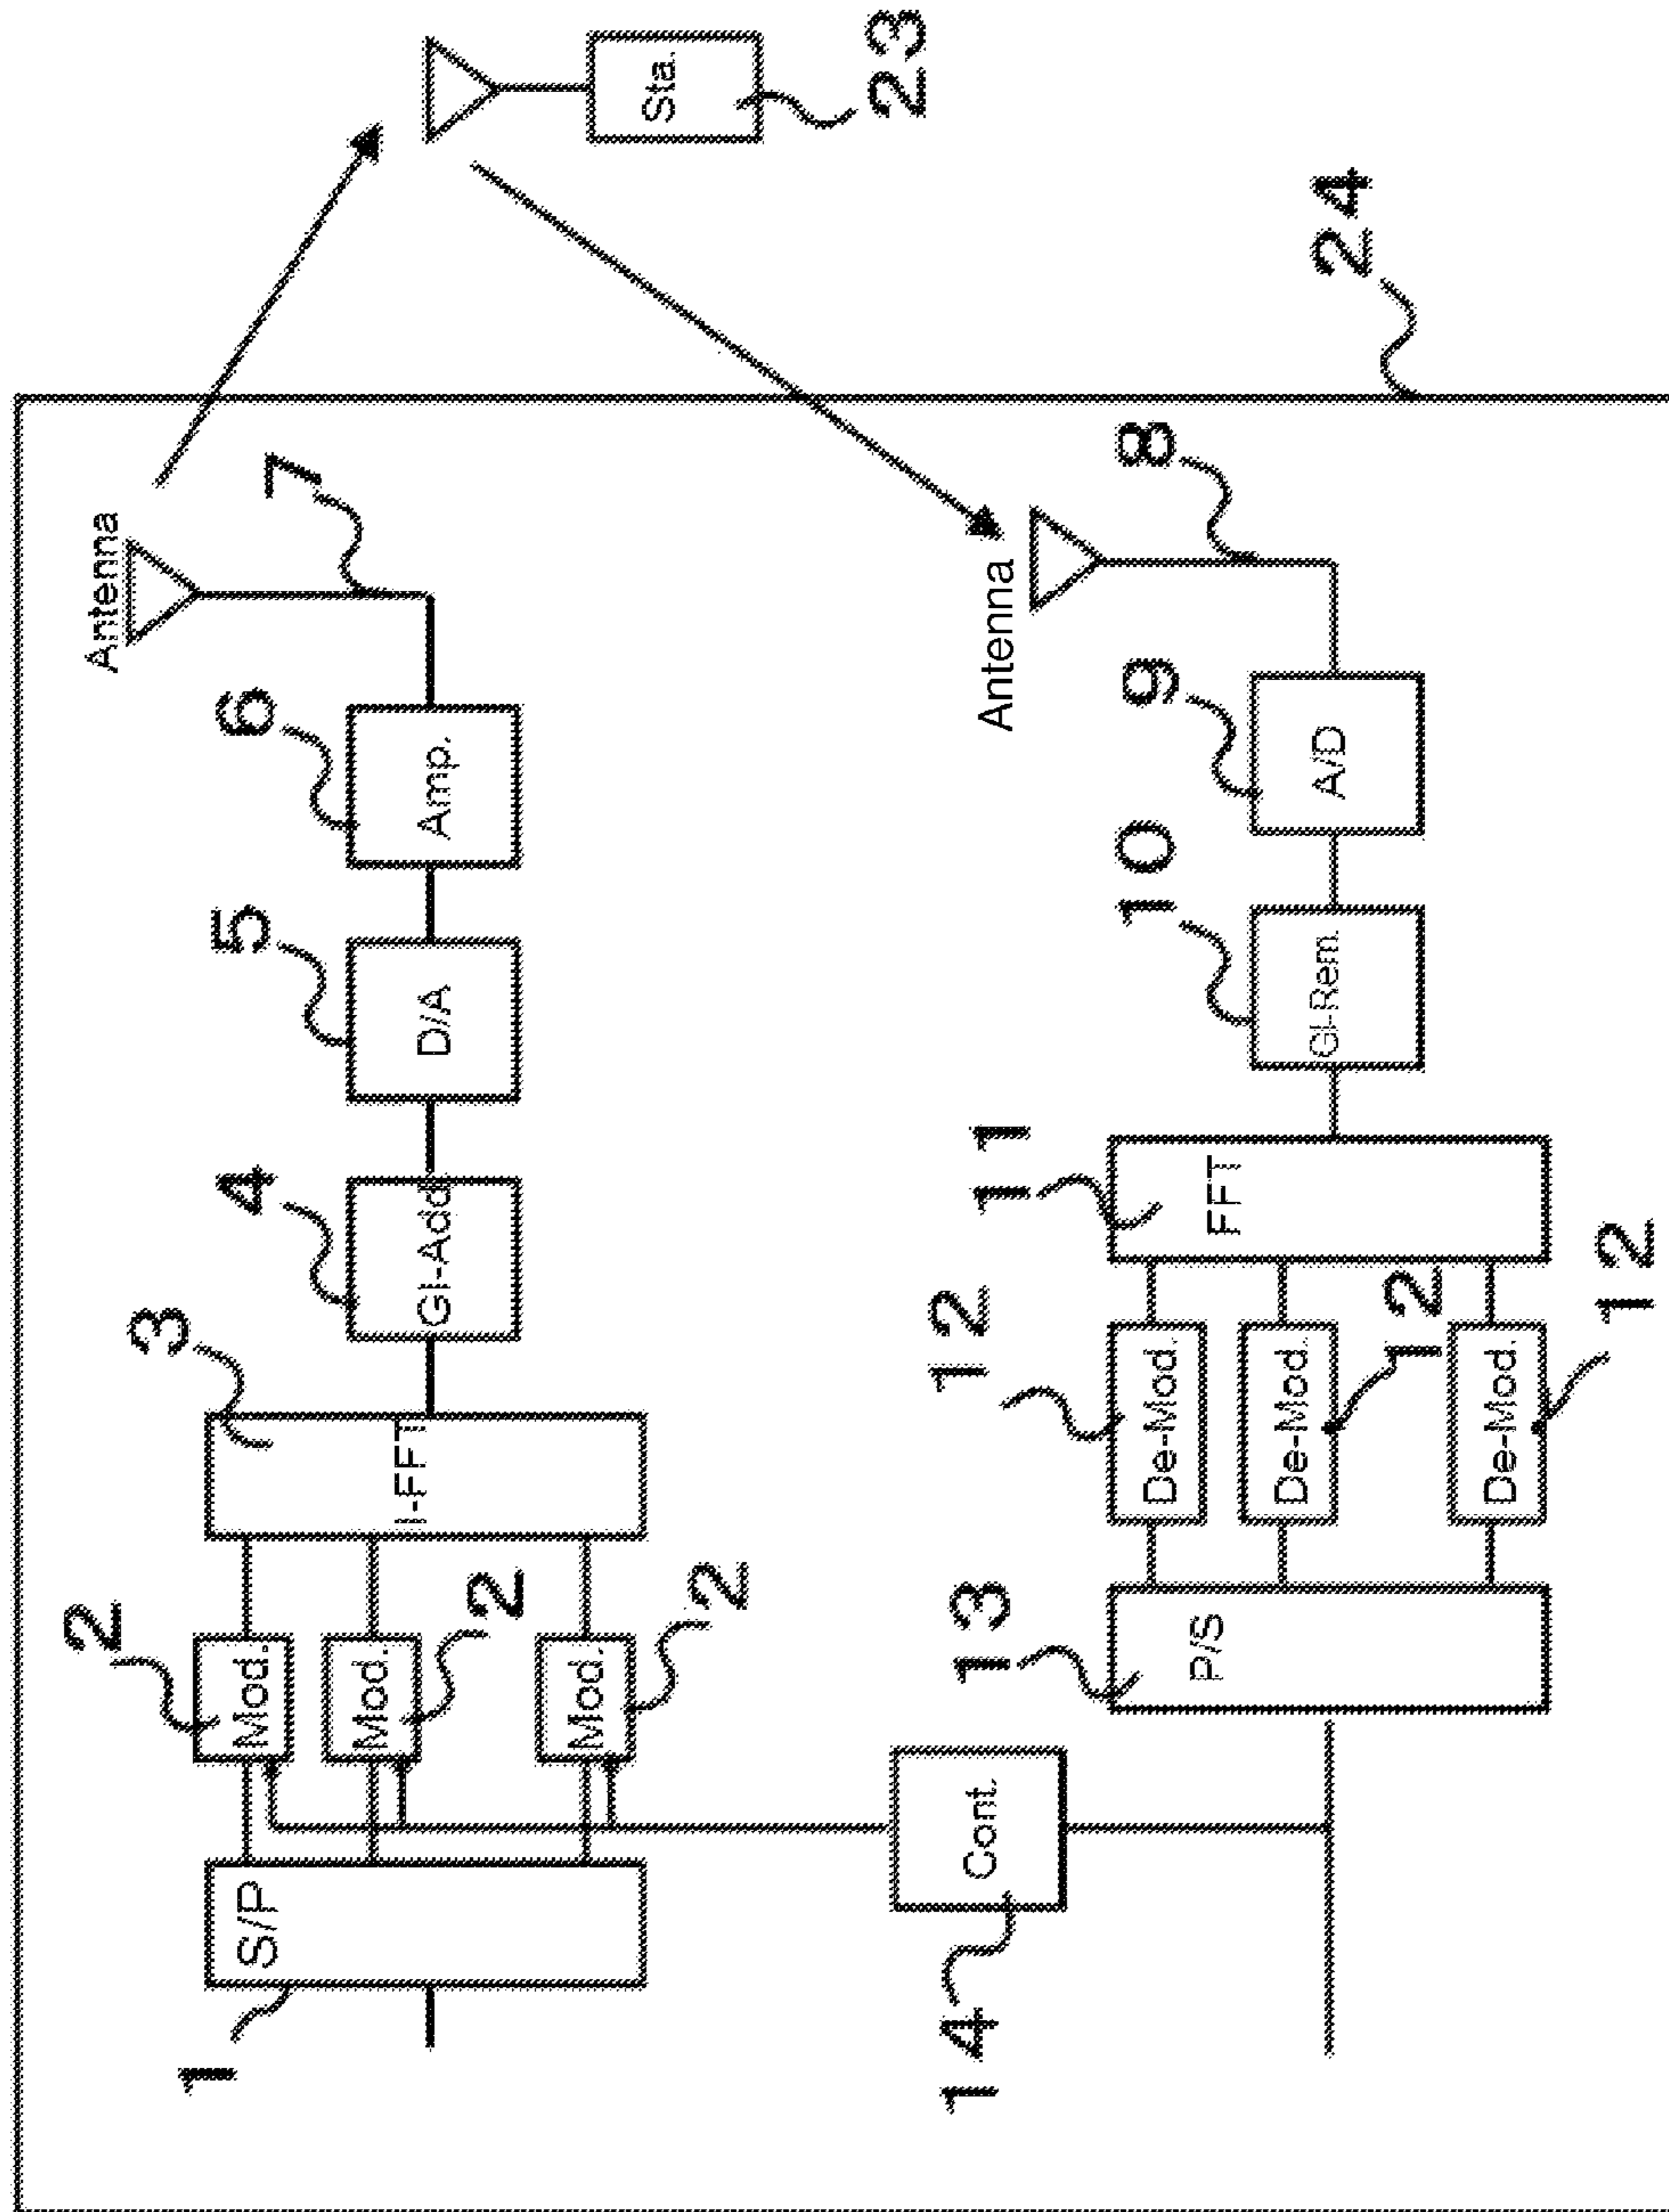 Antenna
7
6
Amp.
5
D/A
4
GI-Add
3
I-FFT
2
Mod.
2
Mod.
2
Mod.
S/P
1
Sta.
23
24
Antenna
8
9
A/D
10
GI-Rem.
11
FFT
12
De-Mod.
12
De-Mod.
12
De-Mod.
13
P/S
Cont.
14